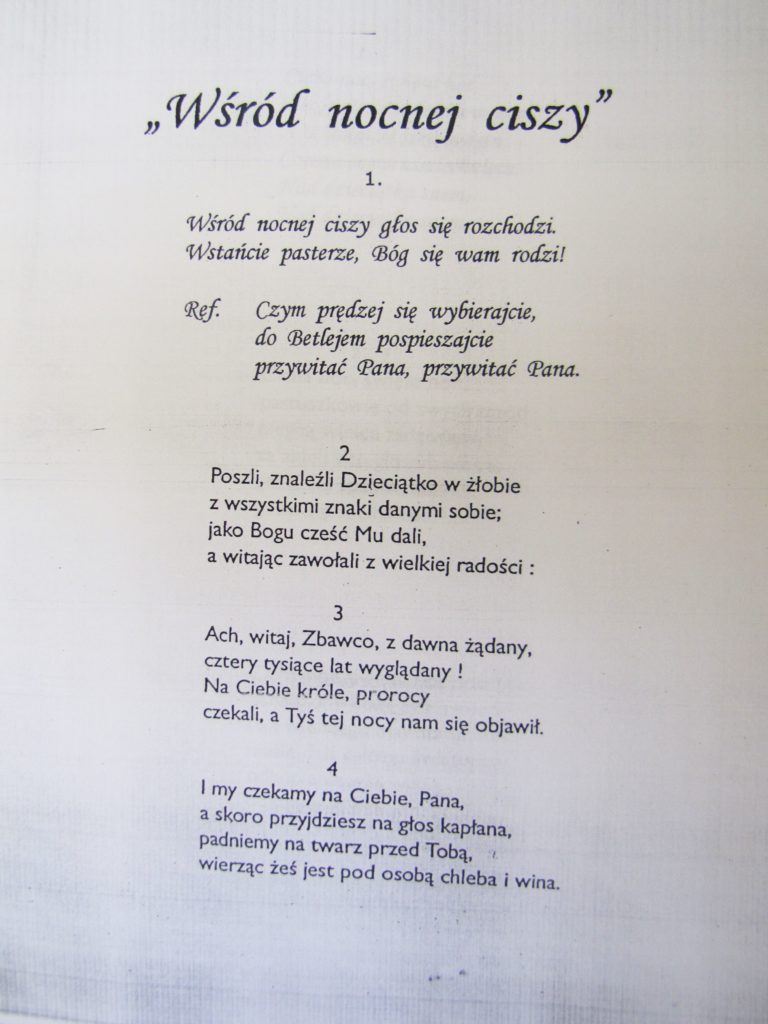 „Wśród nocnej ciszy”
1.
Wśród nocnej ciszy głos się rozchodzi.
Wstańcie pasterze, Bóg się wam rodzi!
Ref. Czym prędzej się wybierajcie,
do Betlejem pospieszajcie
przywitać Pana, przywitać Pana.
2
Poszli, znaleźli Dzieciątko w żłobie
z wszystkimi znaki danymi sobie;
jako Bogu cześć Mu dali,
a witając zawołali z wielkiej radości :
3
Ach, witaj, Zbawco, z dawna żądany,
cztery tysiące lat wyglądany !
Na Ciebie króle, prorocy
czekali, a Tyś tej nocy nam się objawił.
4
I my czekamy na Ciebie, Pana,
a skoro przyjdziesz na głos kapłana,
padniemy na twarz przed Tobą,
wierząc żeś jest pod osobą chleba i wina.